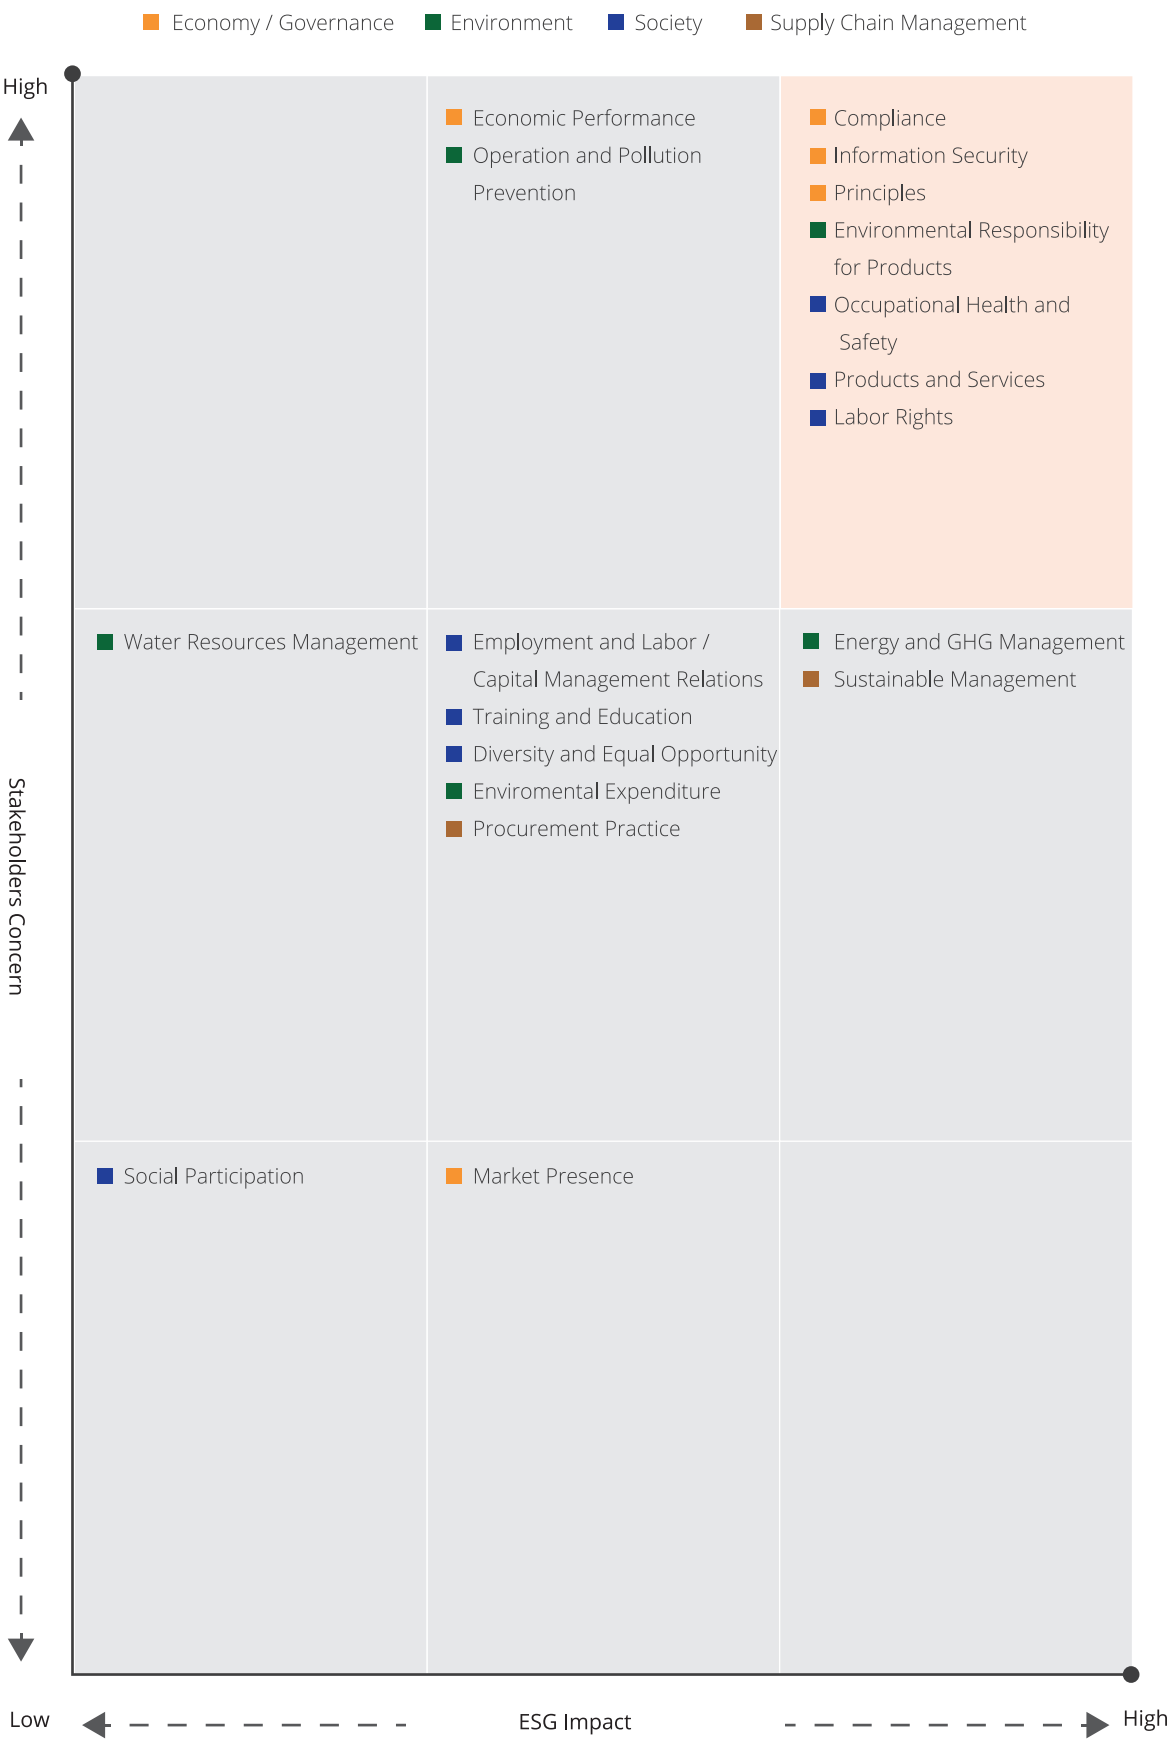 Economy / Governance
Environment
Society
Supply Chain Management
High
Economic Performance
Operation and Pollution
Prevention
Compliance
Information Security
Principles
Environmental Responsibility
for Products
Occupational Health and
Safety
Products and Services
Labor Rights
Water Resources Management
Employment and Labor /
Capital Management Relations
Training and Education
Diversity and Equal Opportunity
Enviromental Expenditure
Procurement Practice
Energy and GHG Management
Sustainable Management
Stakeholders Concern
Social Participation
Market Presence
Low
ESG Impact
High